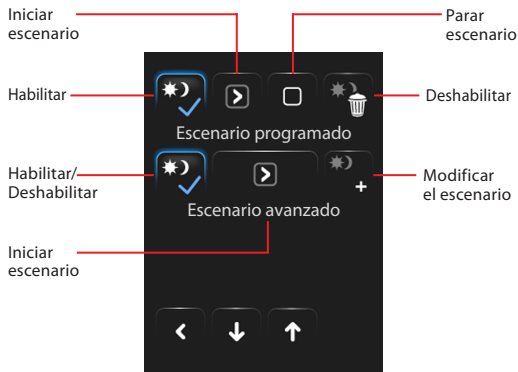 Iniciar
escenario
Parar
escenario
Habilitar
Deshabilitar
Escenario programado
Habilitar/
Deshabilitar
Modificar
el escenario
Escenario avanzado
Iniciar
escenario